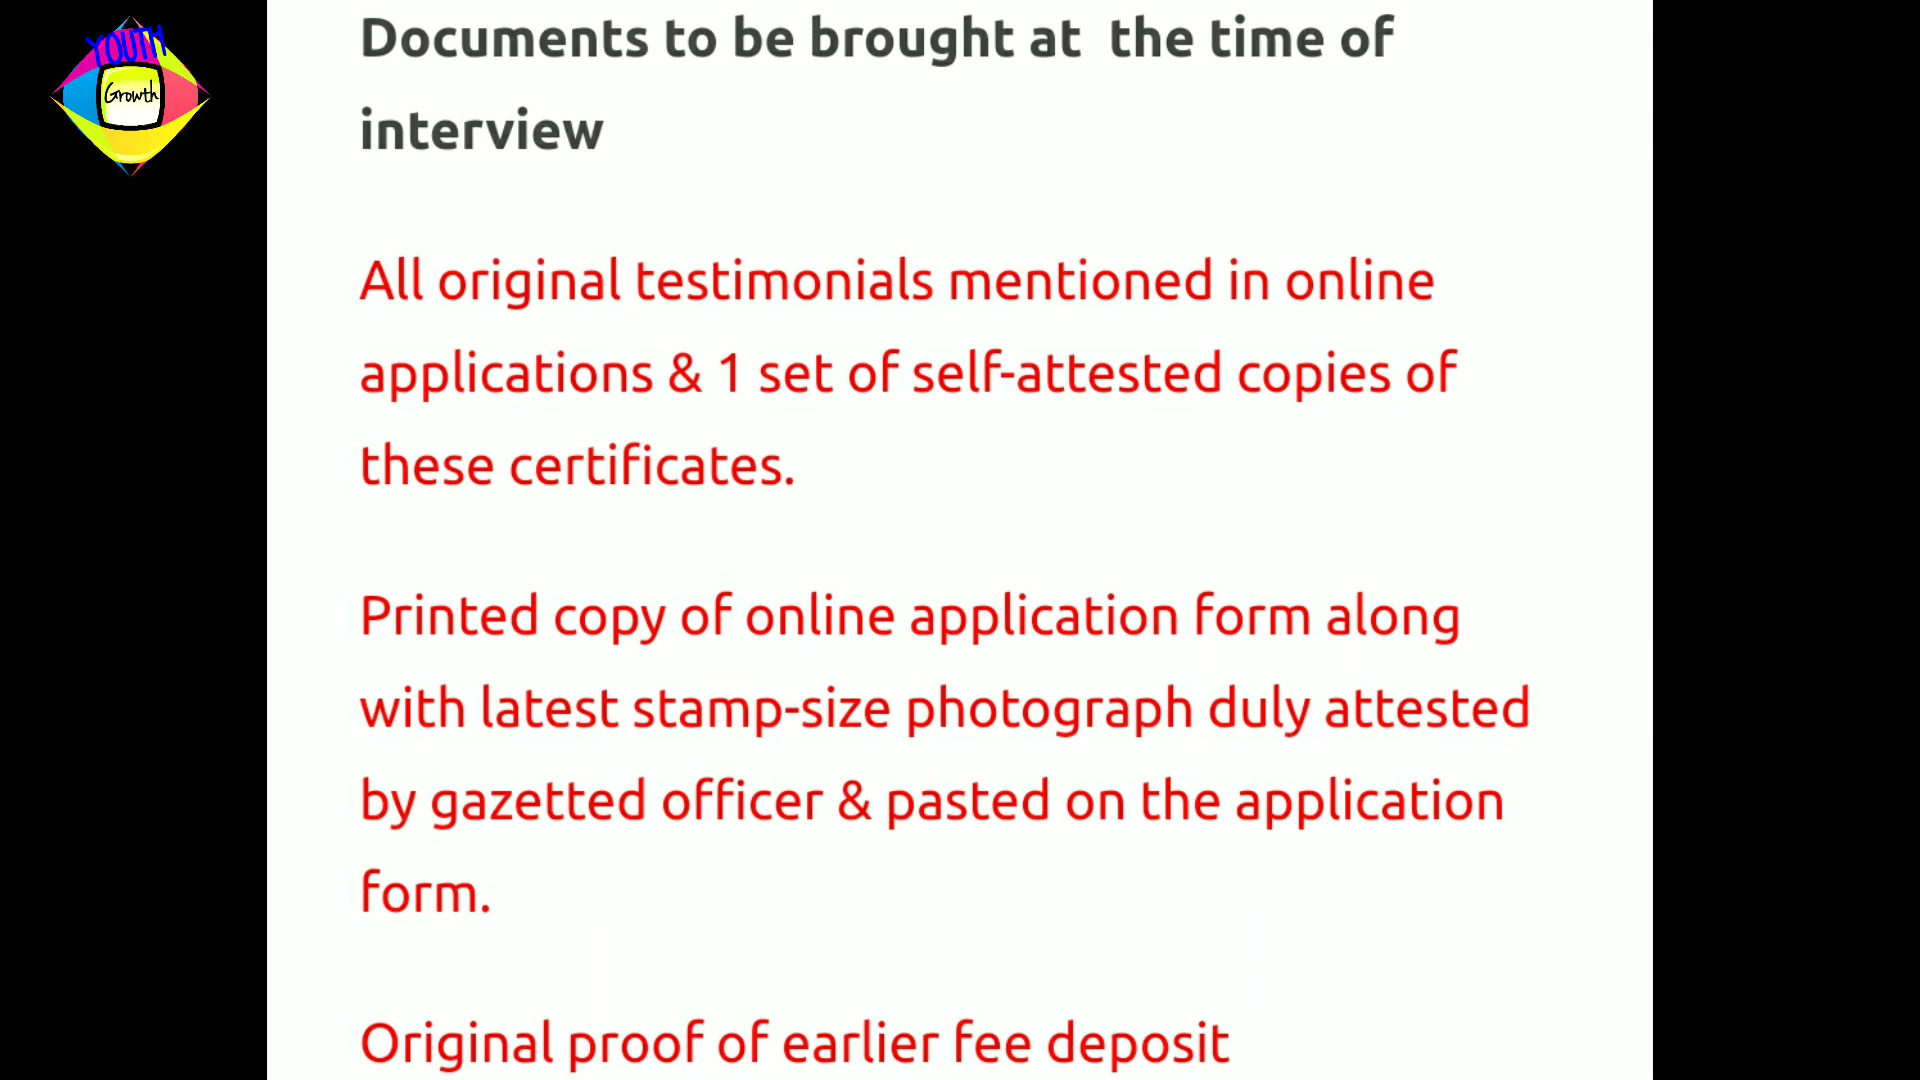 YOUTH
Growth
Documents to be brought at  the time of
interview
All original testimonials mentioned in online
applications & 1 set of self-attested copies of
these certificates.
Printed copy of online application form along
with latest stamp-size photograph duly attested
by gazetted officer & pasted on the application
form.
Original proof of earlier fee deposit